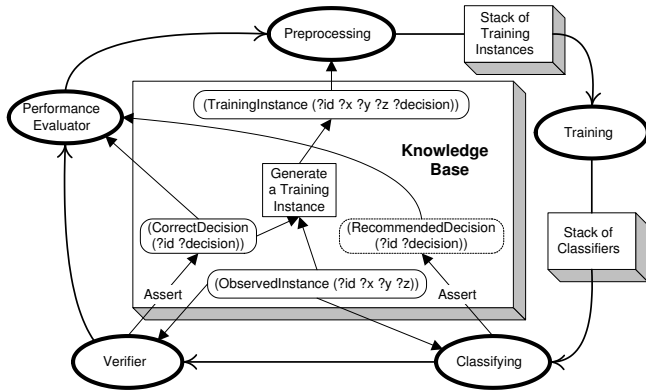 Preprocessing
Stack of
Training
Instances
Performance
Evaluator
(TrainingInstance (?id ?x ?y ?z ?decision))
Training
Knowledge
Base
Generate
a Training
Instance
(CorrectDecision
(?id ?decision))
(RecommendedDecision
(?id ?decision))
Stack of
Classifiers
(ObservedInstance (?id ?x ?y ?z))
Assert
Assert
Verifier
Classifying